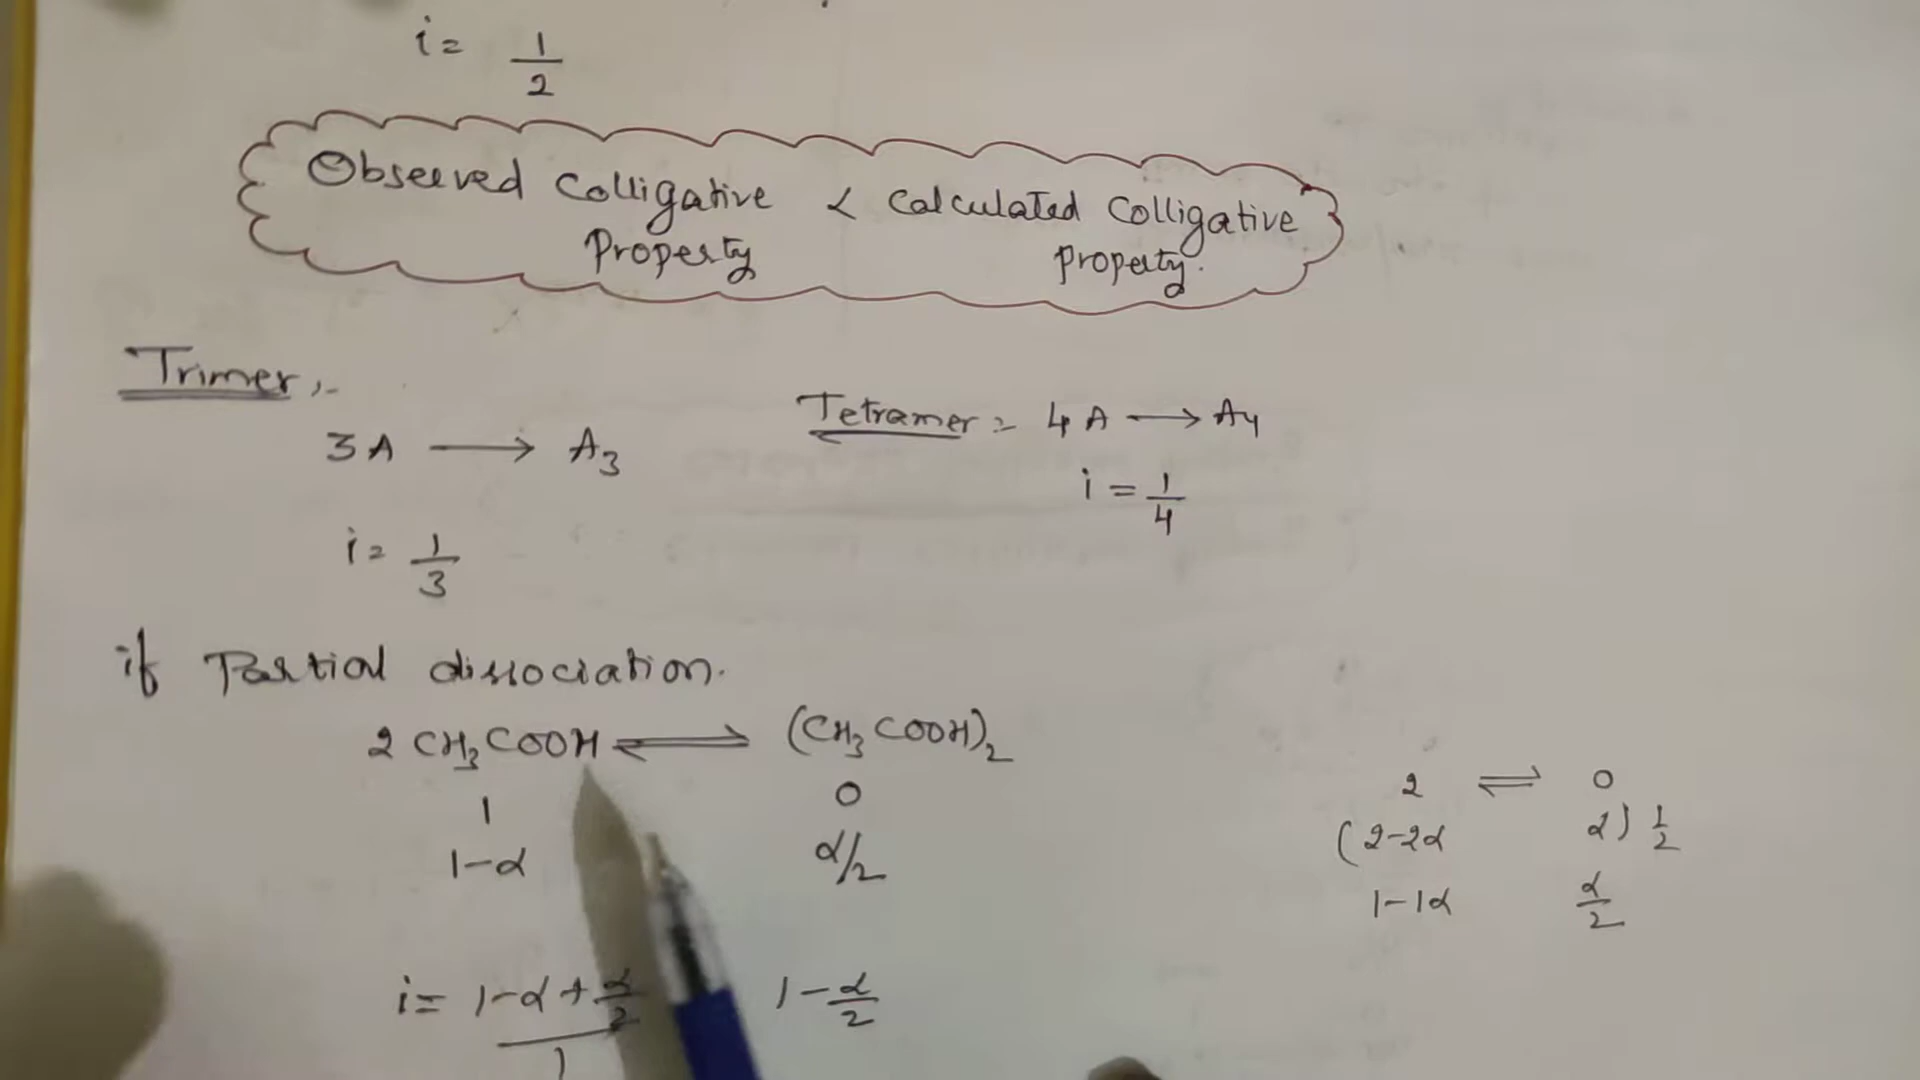 i = 1/2
Observed Colligative Property < Calculated Colligative Property.
Trimer :-
3A ⟶ A₃
i = 1/3
Tetramer :- 4A ⟶ A₄
i = 1/4
if Partial dissociation.
2 CH₃COOH ⇌ (CH₃COOH)₂
1 0
1-α α/2
i = 1-α+α/2 / 1 1-α/2
2 ⇌ 0
(2-2α α) 1/2
1-1α α/2